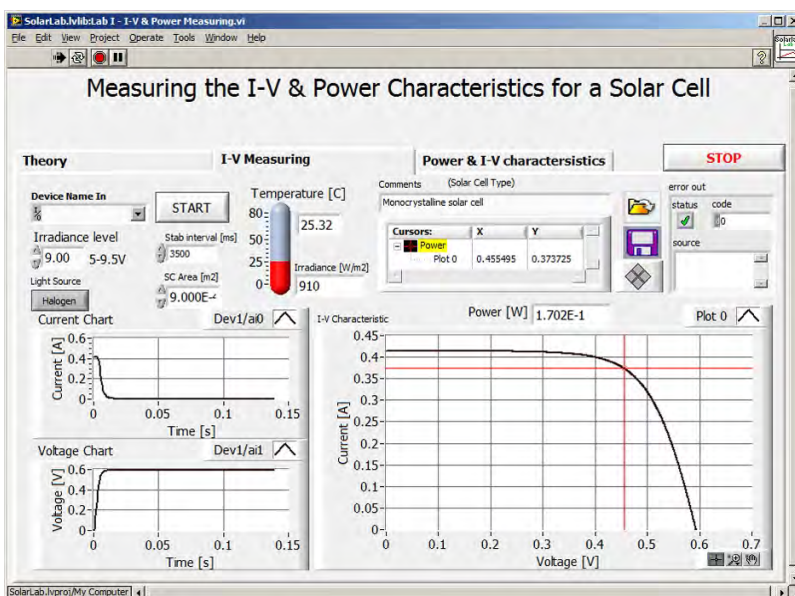 SolarLab.lvlib:Lab I - I-V & Power Measuring.vi
File Edit View Project Operate Tools Window Help
Measuring the I-V & Power Characteristics for a Solar Cell
Theory
I-V Measuring
Power & I-V charactersistics
STOP
Device Name In
START
Irradiance level
9.00
5-9.5V
Stab interval [ms]
3500
Light Source
Halogen
SC Area [m2]
9.000E-4
Temperature [C]
80
50
25
0
25.32
Irradiance [W/m2]
910
Comments (Solar Cell Type)
Monocrystalline solar cell
Cursors: X Y
Power
Plot 0 0.455495 0.373725
error out
status code
0
source
Current Chart Dev1/ai0
Current [A]
0.6
0.4
0.2
0
0 0.05 0.1 0.15
Time [s]
Voltage Chart Dev1/ai1
Voltage [V]
0.6
0.4
0.2
0
0 0.05 0.1 0.15
Time [s]
I-V Characteristic
Power [W] 1.702E-1
Plot 0
Current [A]
0.45
0.4
0.35
0.3
0.25
0.2
0.15
0.1
0.05
0
0 0.1 0.2 0.3 0.4 0.5 0.6 0.7
Voltage [V]
SolarLab.lvproj/My Computer